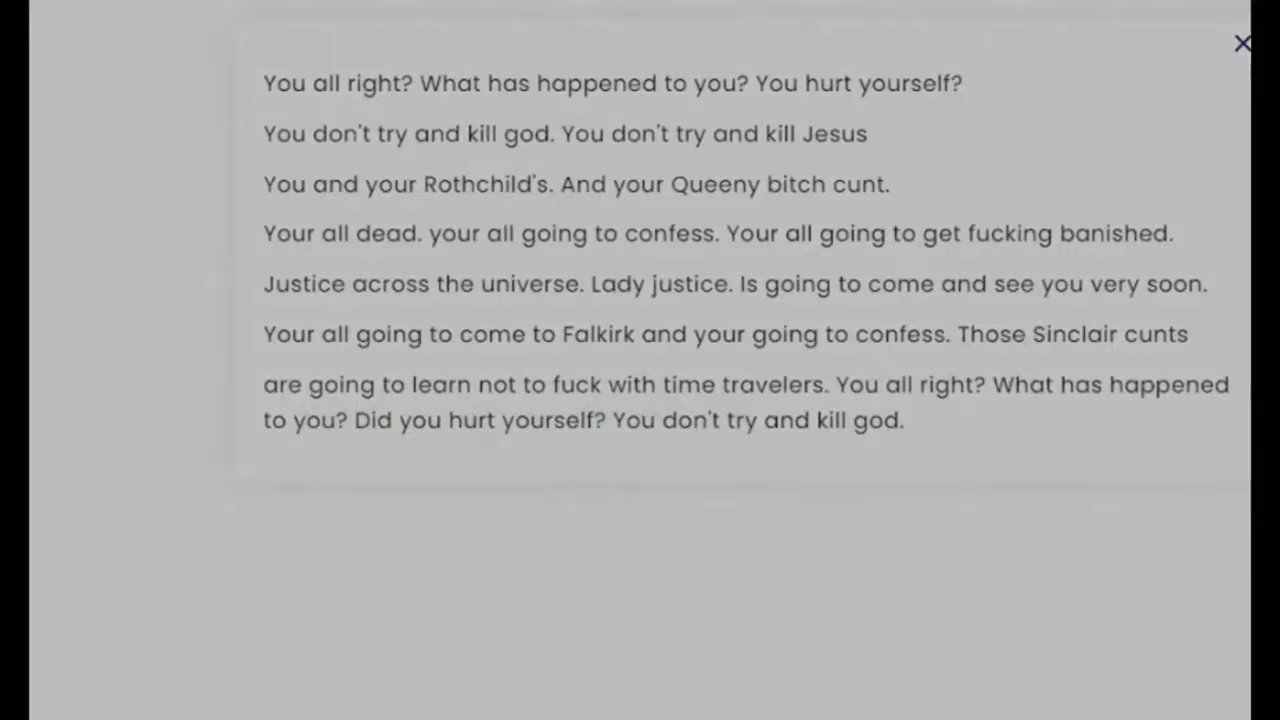 You all right? What has happened to you? You hurt yourself?
You don't try and kill god. You don't try and kill Jesus
You and your Rothchild's. And your Queeny bitch cunt.
Your all dead. your all going to confess. Your all going to get fucking banished.
Justice across the universe. Lady justice. Is going to come and see you very soon.
Your all going to come to Falkirk and your going to confess. Those Sinclair cunts
are going to learn not to fuck with time travelers. You all right? What has happened
to you? Did you hurt yourself? You don't try and kill god.